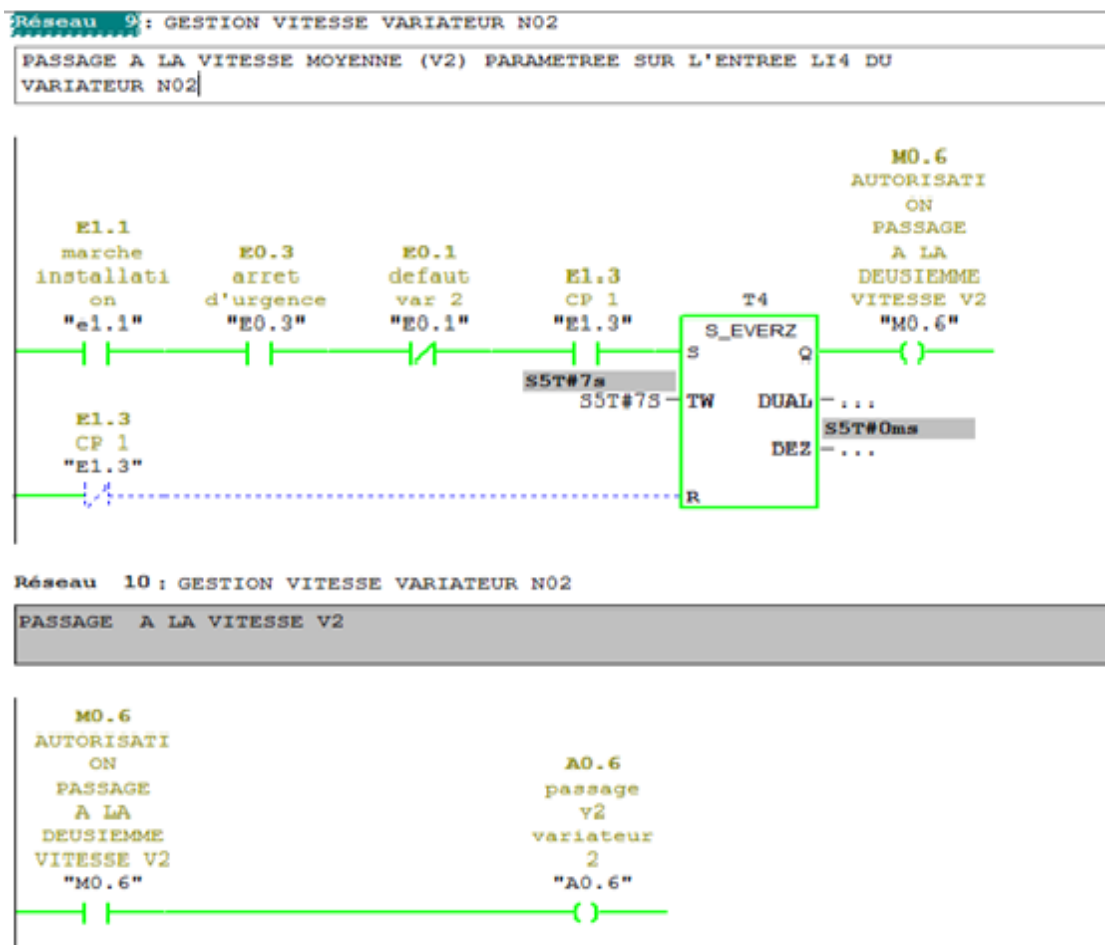 Réseau 9 : GESTION VITESSE VARIATEUR N02
PASSAGE A LA VITESSE MOYENNE (V2) PARAMETREE SUR L'ENTREE LI4 DU
VARIATEUR N02
M0.6
AUTORISATI
ON
PASSAGE
A LA
DEUSIEMME
VITESSE V2
"M0.6"
E1.1
marche
installati
on
"e1.1"
E0.3
arret
d'urgence
"E0.3"
E0.1
defaut
var 2
"E0.1"
E1.3
CP 1
"E1.3"
T4
S_EVERZ
S
Q
S5T#7s
S5T#7S
TW
DUAL
...
S5T#0ms
DEZ
...
E1.3
CP 1
"E1.3"
R
Réseau 10 : GESTION VITESSE VARIATEUR N02
PASSAGE A LA VITESSE V2
M0.6
AUTORISATI
ON
PASSAGE
A LA
DEUSIEMME
VITESSE V2
"M0.6"
A0.6
passage
v2
variateur
2
"A0.6"